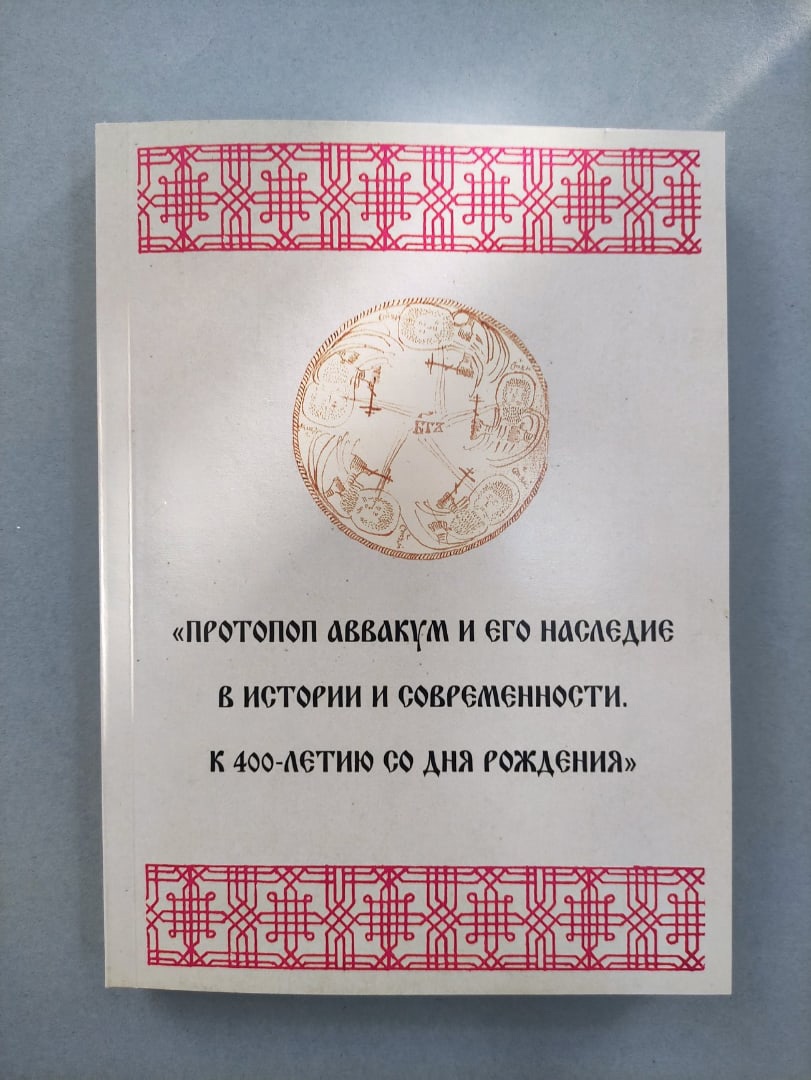 «ПРОТОПОП АВВАКУМ И ЕГО НАСЛЕДИЕ
В ИСТОРИИ И СОВРЕМЕННОСТИ.
К 400-ЛЕТИЮ СО ДНЯ РОЖДЕНИЯ»